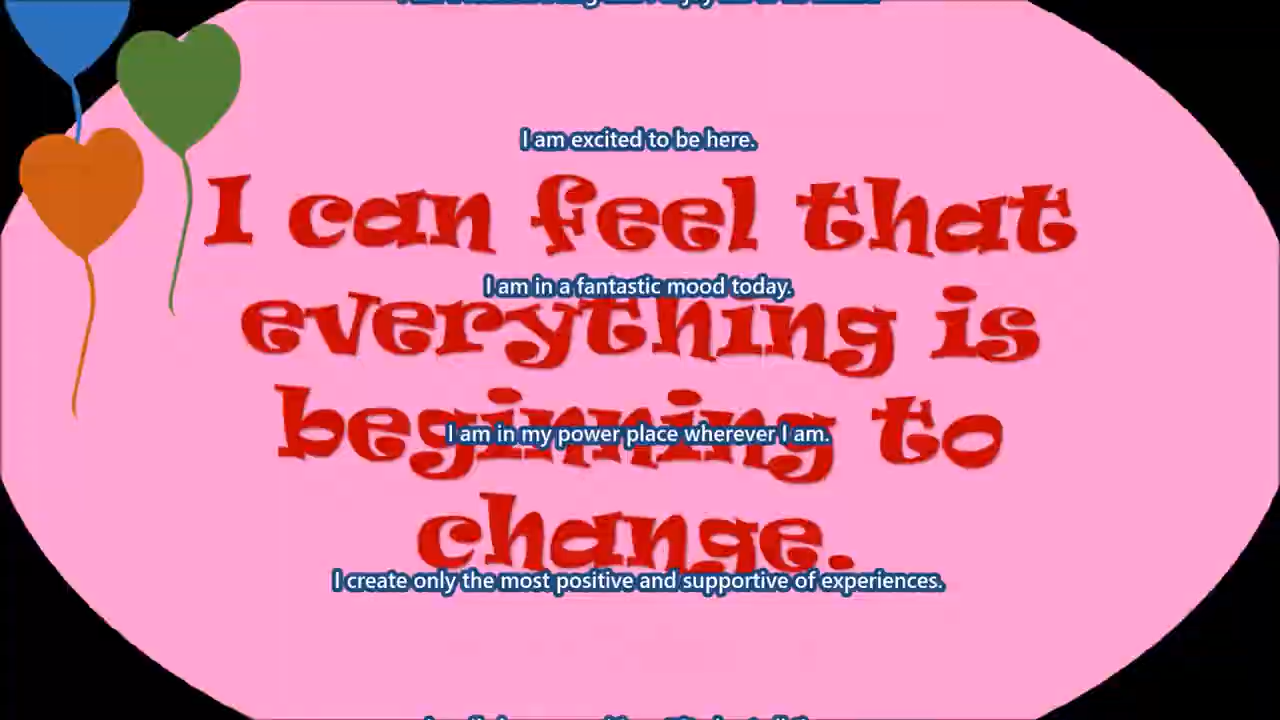 I am excited to be here.
I can feel that
I am in a fantastic mood today.
everything is
beginning to
I am in my power place wherever I am.
change.
I create only the most positive and supportive of experiences.